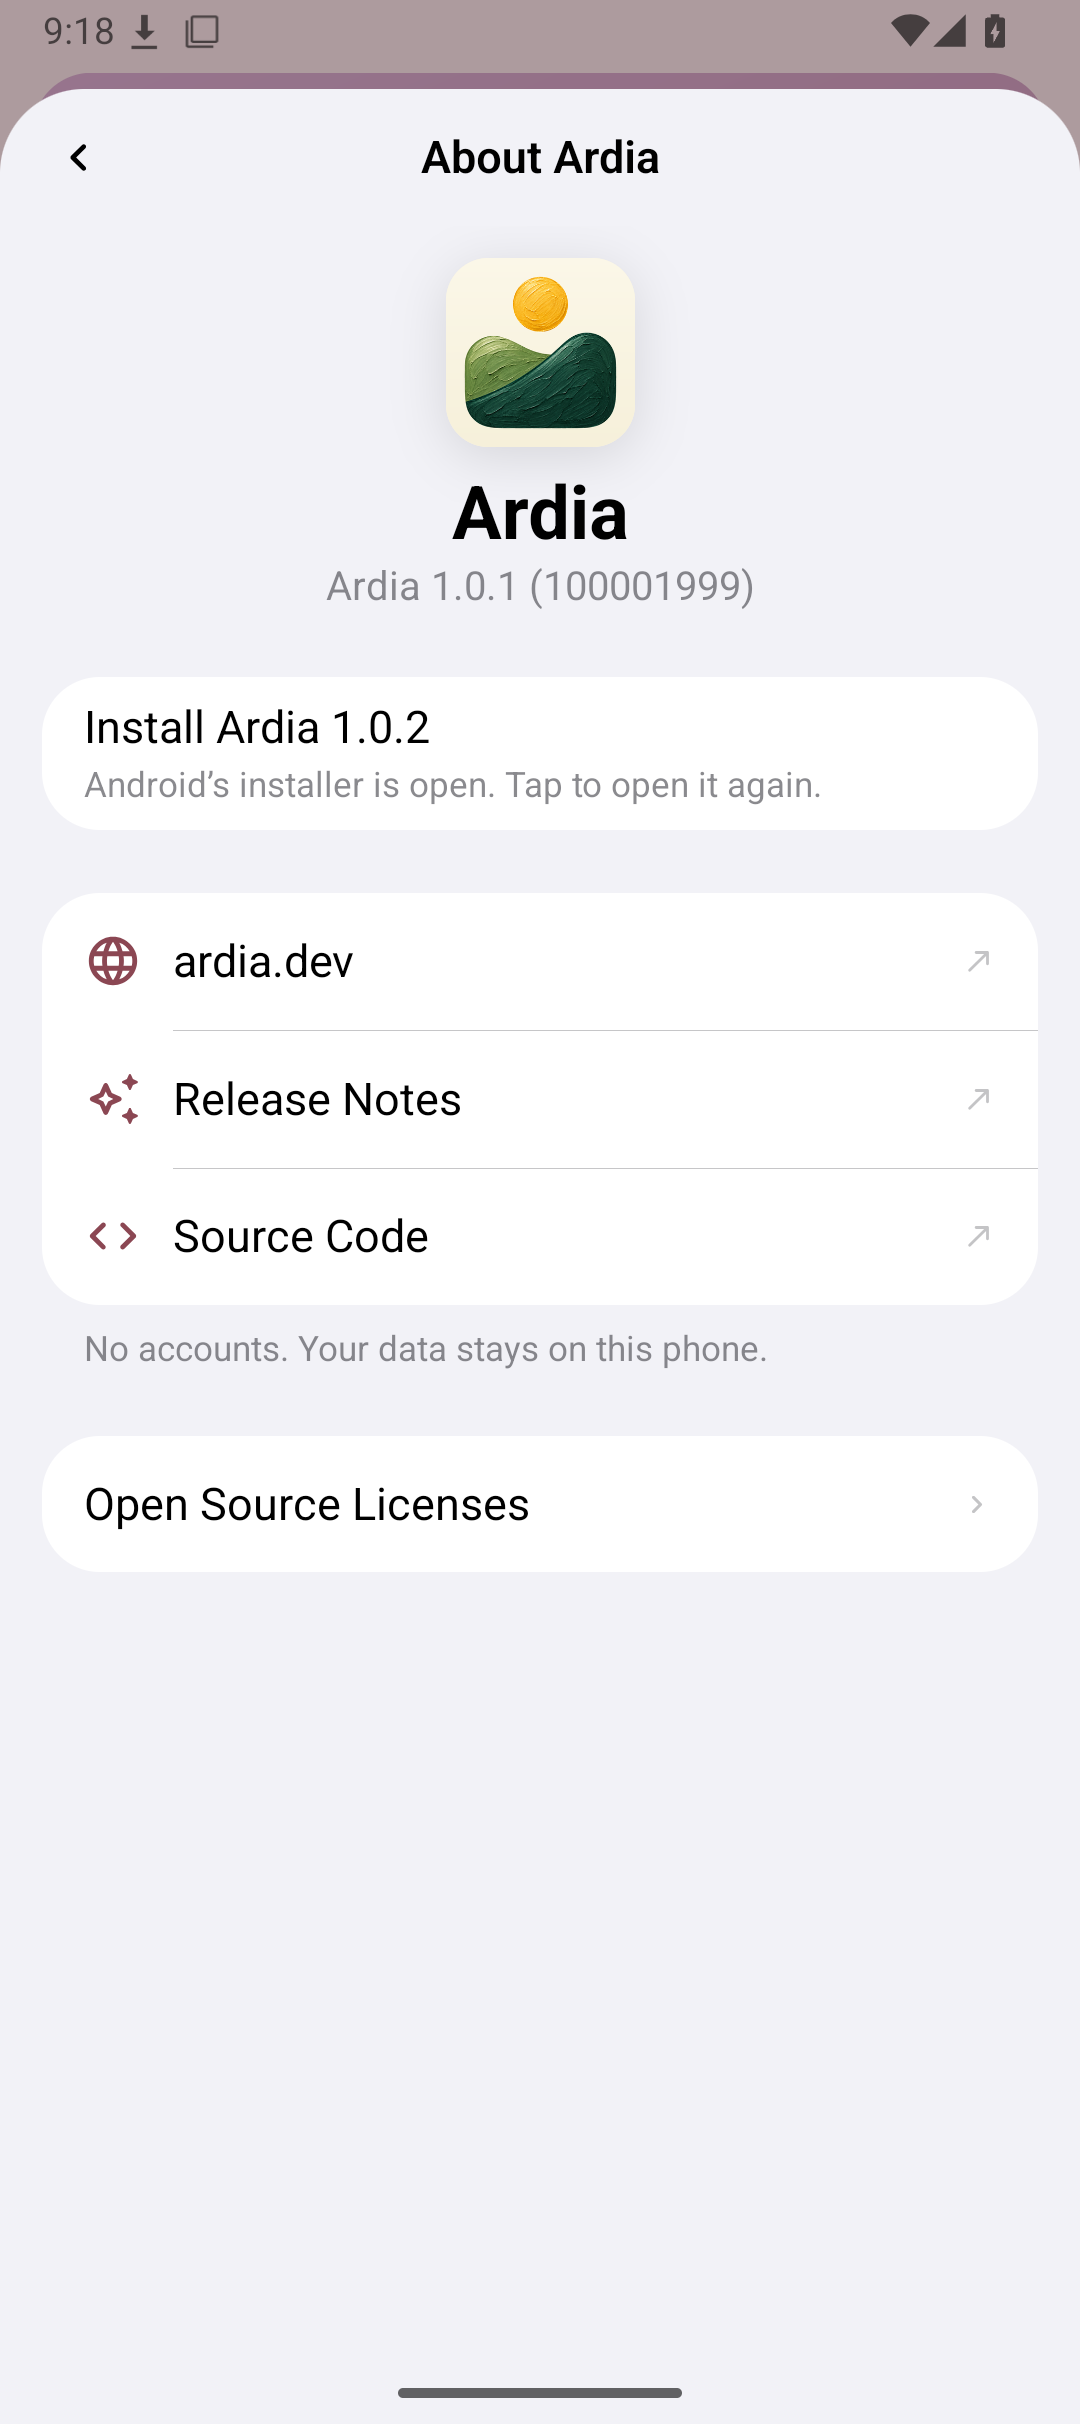 9:18
About Ardia
Ardia
Ardia 1.0.1 (100001999)
Install Ardia 1.0.2
Android’s installer is open. Tap to open it again.
ardia.dev
Release Notes
Source Code
No accounts. Your data stays on this phone.
Open Source Licenses